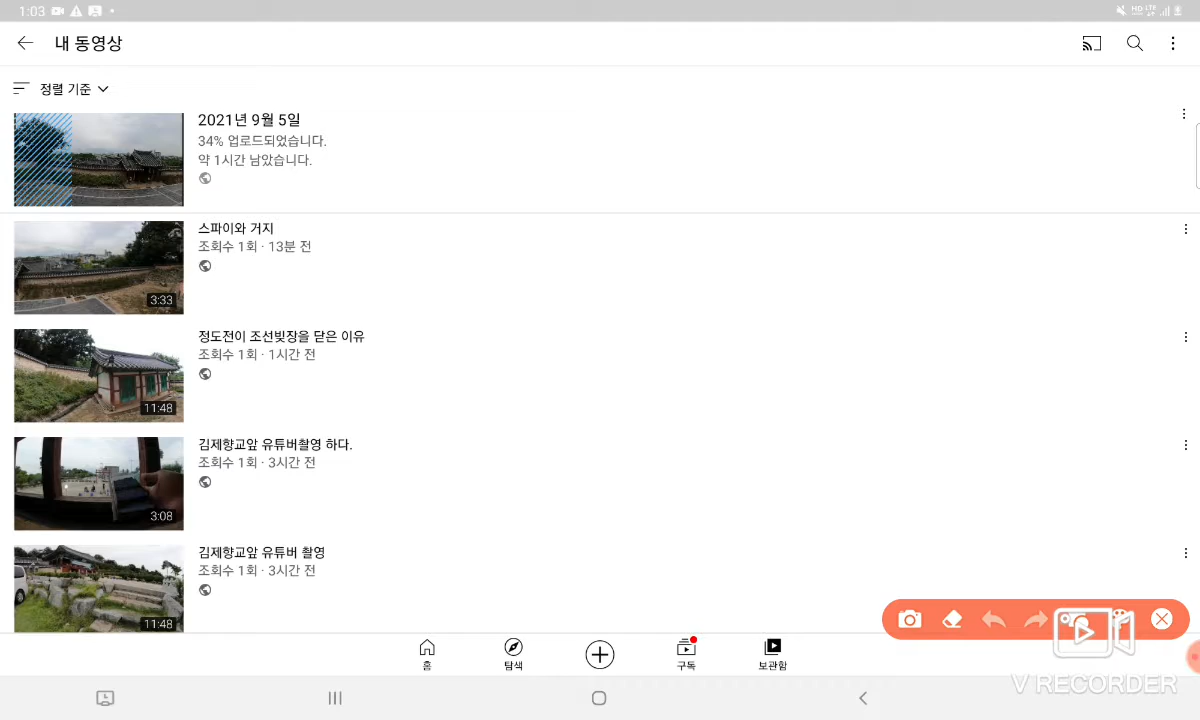 1:03
HD LTE
내 동영상
정렬 기준
2021년 9월 5일
34% 업로드되었습니다.
약 1시간 남았습니다.
스파이와 거지
조회수 1회 · 13분 전
3:33
정도전이 조선빗장을 닫은 이유
조회수 1회 · 1시간 전
11:48
김제향교앞 유튜버촬영 하다.
조회수 1회 · 3시간 전
3:08
김제향교앞 유튜버 촬영
조회수 1회 · 3시간 전
11:48
홈
탐색
구독
보관함
V RECORDER